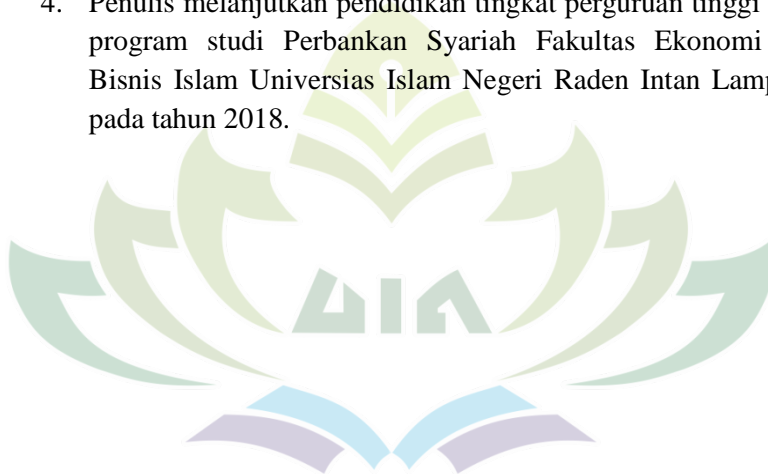 4. Penulis melanjutkan pendidikan tingkat perguruan tinggi
program studi Perbankan Syariah Fakultas Ekonomi
Bisnis Islam Universias Islam Negeri Raden Intan
pada tahun 2018.
UIN